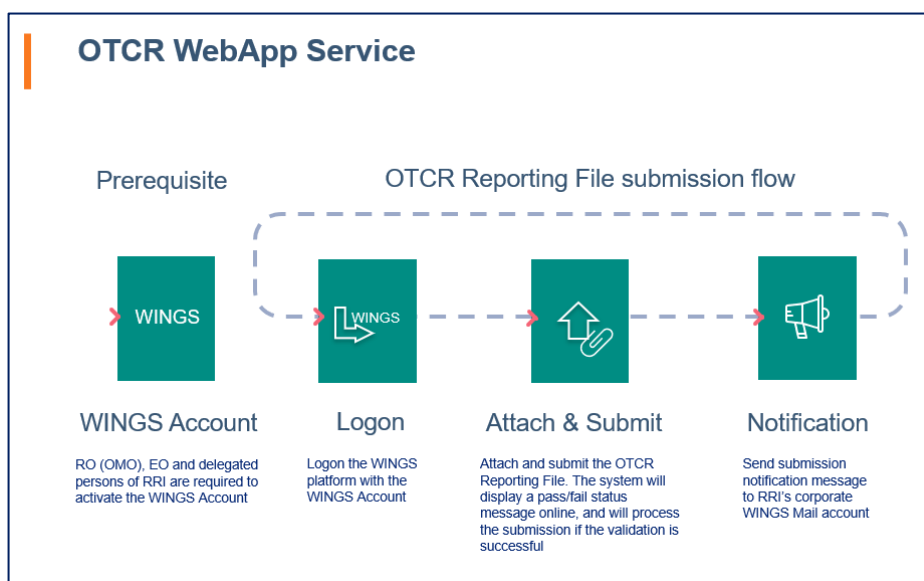 OTCR WebApp Service
Prerequisite
OTCR Reporting File submission flow
WINGS
WINGS
WINGS Account
RO (OMO), EO and delegated
persons of RRI are required to
activate the WINGS Account
Logon
Logon the WINGS
platform with the
WINGS Account
Attach & Submit
Attach and submit the OTCR
Reporting File. The system will
display a pass/fail status
message online, and will process
the submission if the validation is
successful
Notification
Send submission
notification message
to RRI's corporate
WINGS Mail account